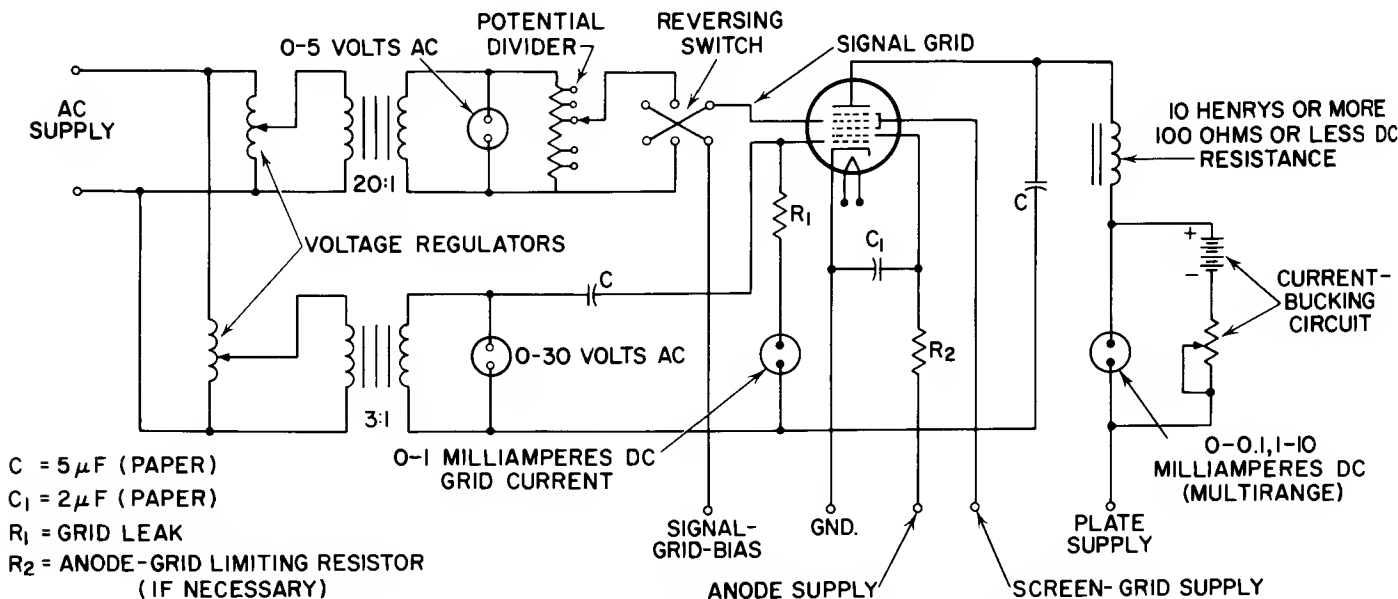 POTENTIAL
DIVIDER
REVERSING
SWITCH
0-5 VOLTS AC
SIGNAL GRID
AC
SUPPLY
10 HENRYS OR MORE
100 OHMS OR LESS DC
RESISTANCE
20:1
R1
C
VOLTAGE REGULATORS
C1
C
+
−
CURRENT-
BUCKING
CIRCUIT
0-30 VOLTS AC
R2
3:1
0-1 MILLIAMPERES DC
GRID CURRENT
0-0.1,1-10
MILLIAMPERES DC
(MULTIRANGE)
C = 5μF (PAPER)
C1 = 2μF (PAPER)
R1 = GRID LEAK
R2 = ANODE-GRID LIMITING RESISTOR
(IF NECESSARY)
SIGNAL-
GRID-BIAS
GND.
PLATE
SUPPLY
ANODE SUPPLY
SCREEN-GRID SUPPLY